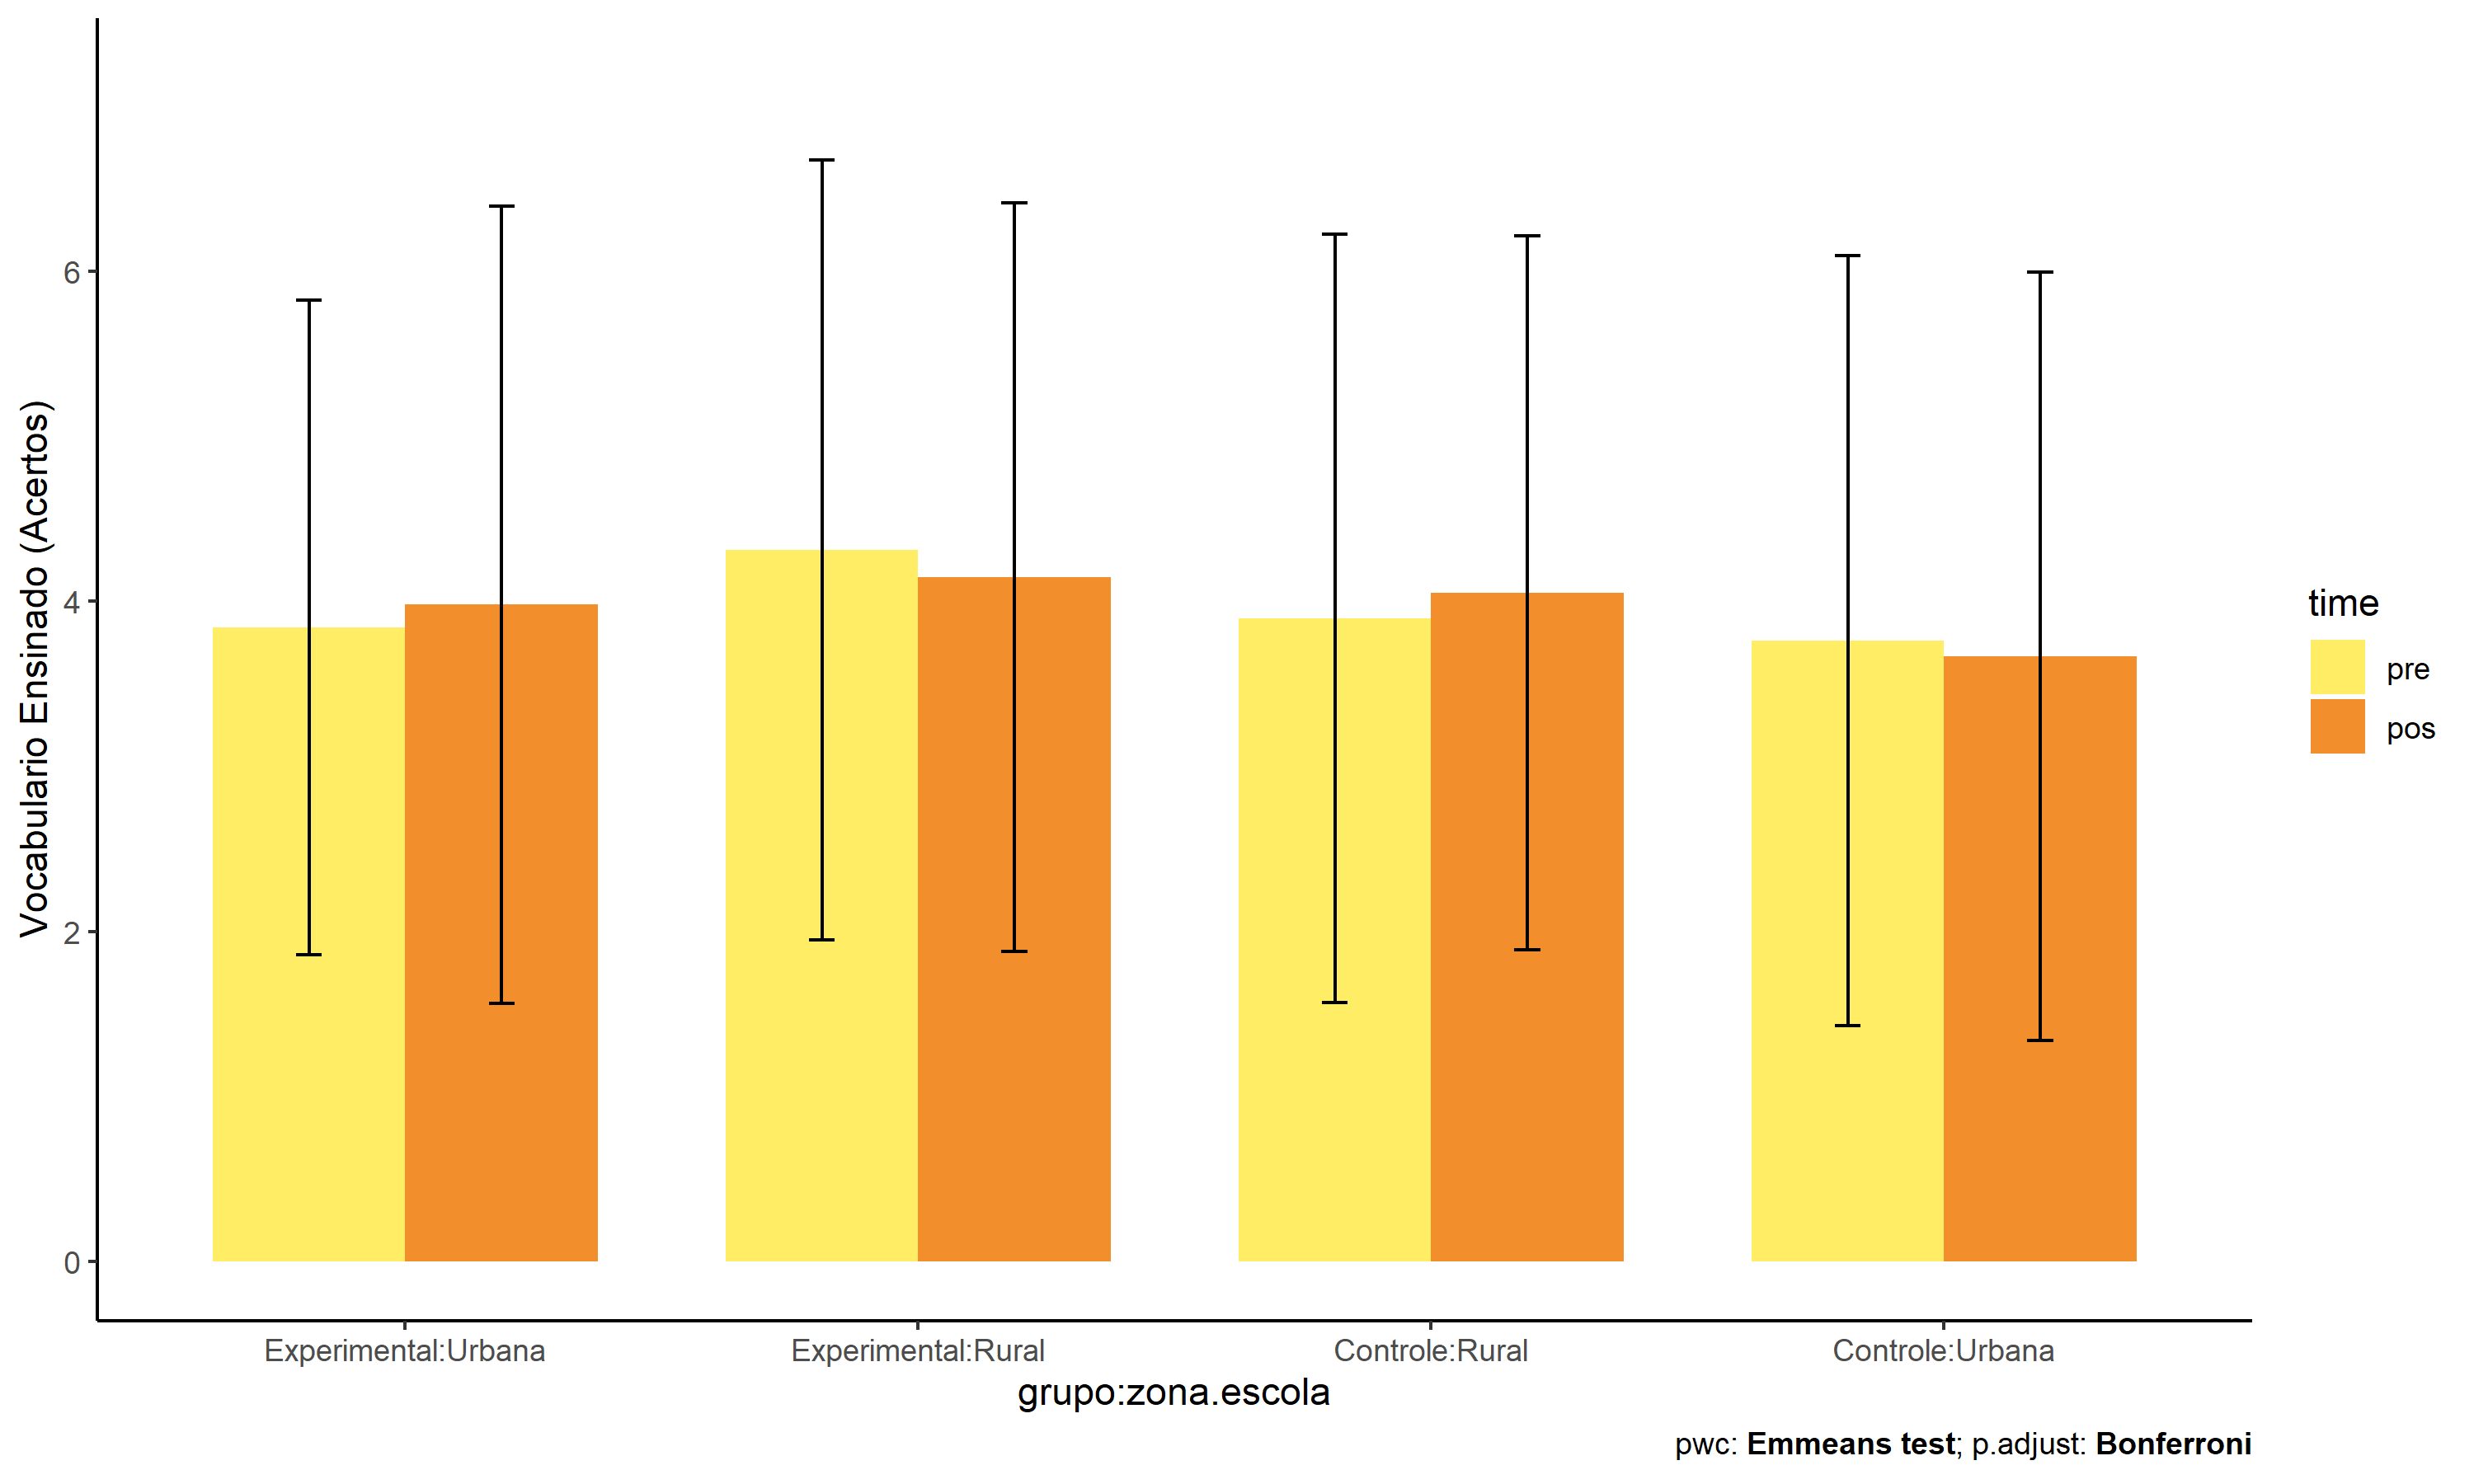 Vocabulario Ensinado (Acertos)
6
4
2
0
Experimental:Urbana
Experimental:Rural
Controle:Rural
Controle:Urbana
grupo:zona.escola
time
pre
pos
pwc: Emmeans test; p.adjust: Bonferroni